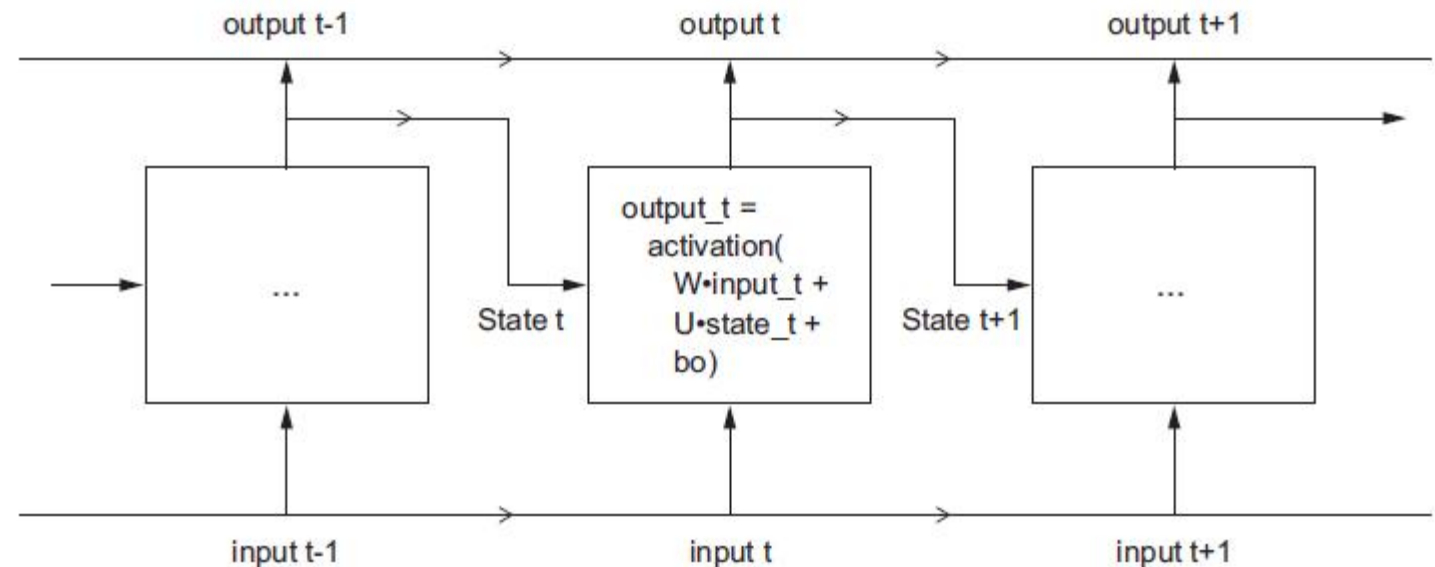 output t-1
output t
output t+1
output_t =
activation(
W•input_t +
U•state_t +
bo)
...
...
State t
State t+1
input t-1
input t
input t+1